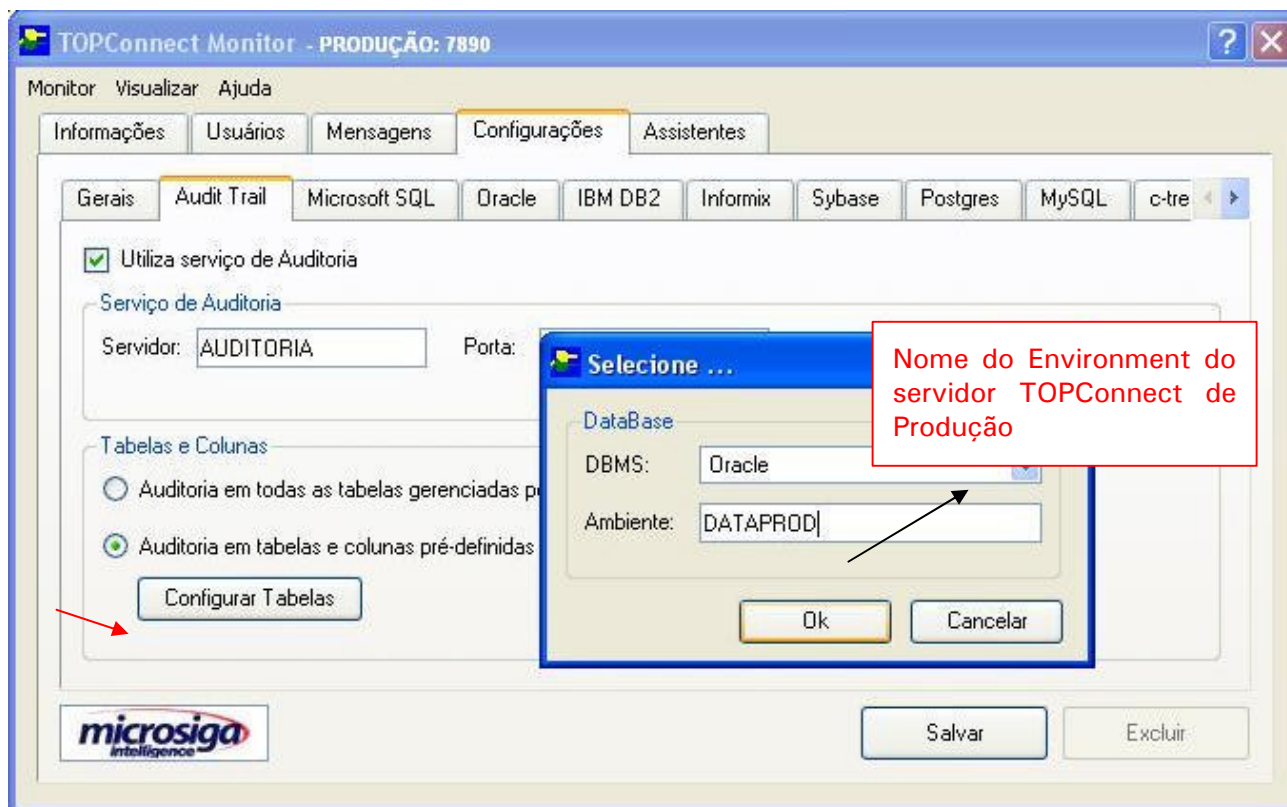 TOPConnect Monitor - PRODUÇÃO: 7890
Monitor Visualizar Ajuda
Informações Usuários Mensagens Configurações Assistentes
Gerais Audit Trail Microsoft SQL Oracle IBM DB2 Informix Sybase Postgres MySQL c-tre
Utiliza serviço de Auditoria
Serviço de Auditoria
Servidor: AUDITORIA Porta:
Selecione ...
Nome do Environment do
servidor TOPConnect de
Produção
DataBase
DBMS: Oracle
Ambiente: DATAPROD
Ok Cancelar
Tabelas e Colunas
Auditoria em todas as tabelas gerenciadas
Auditoria em tabelas e colunas pré-definidas
Configurar Tabelas
microsiga
intelligence
Salvar Excluir